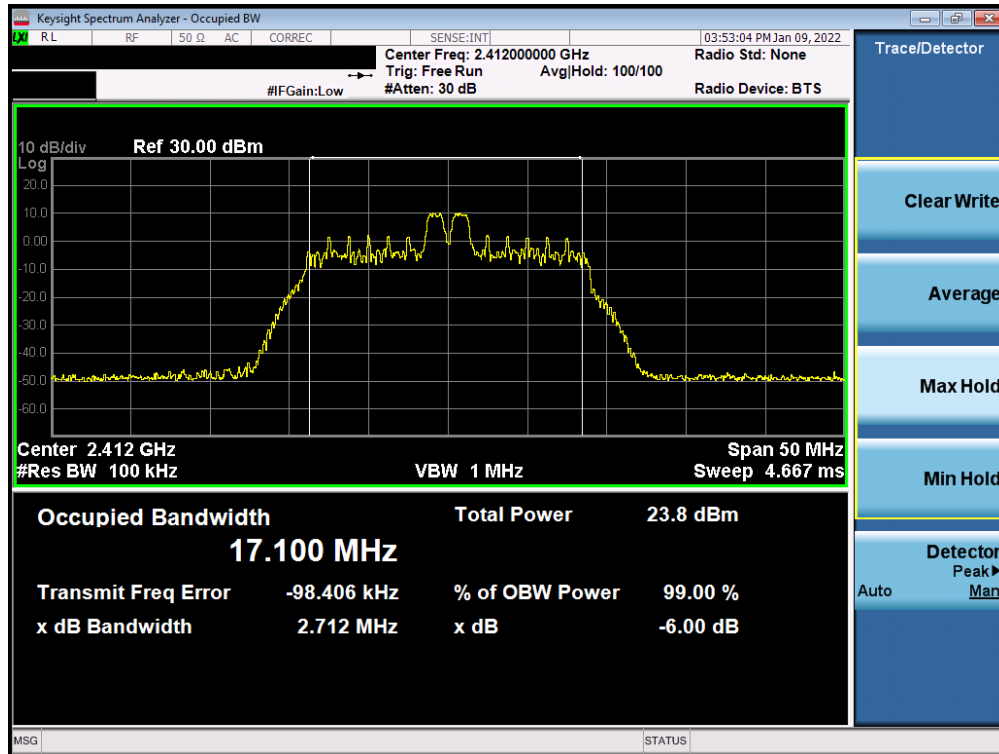 Keysight Spectrum Analyzer - Occupied BW
LXI RL RF 50 Ω AC CORREC SENSE:INT 03:53:04 PM Jan 09, 2022
Center Freq: 2.412000000 GHz Radio Std: None
Trig: Free Run Avg|Hold: 100/100
#IFGain:Low #Atten: 30 dB Radio Device: BTS
Trace/Detector
10 dB/div Ref 30.00 dBm
Log
20.0
10.0
0.00
-10.0
-20.0
-30.0
-40.0
-50.0
-60.0
Center 2.412 GHz Span 50 MHz
#Res BW 100 kHz VBW 1 MHz Sweep 4.667 ms
Occupied Bandwidth Total Power 23.8 dBm
17.100 MHz
Transmit Freq Error -98.406 kHz % of OBW Power 99.00 %
x dB Bandwidth 2.712 MHz x dB -6.00 dB
Clear Write
Average
Max Hold
Min Hold
Detector
Peak▶
Auto Man
MSG STATUS